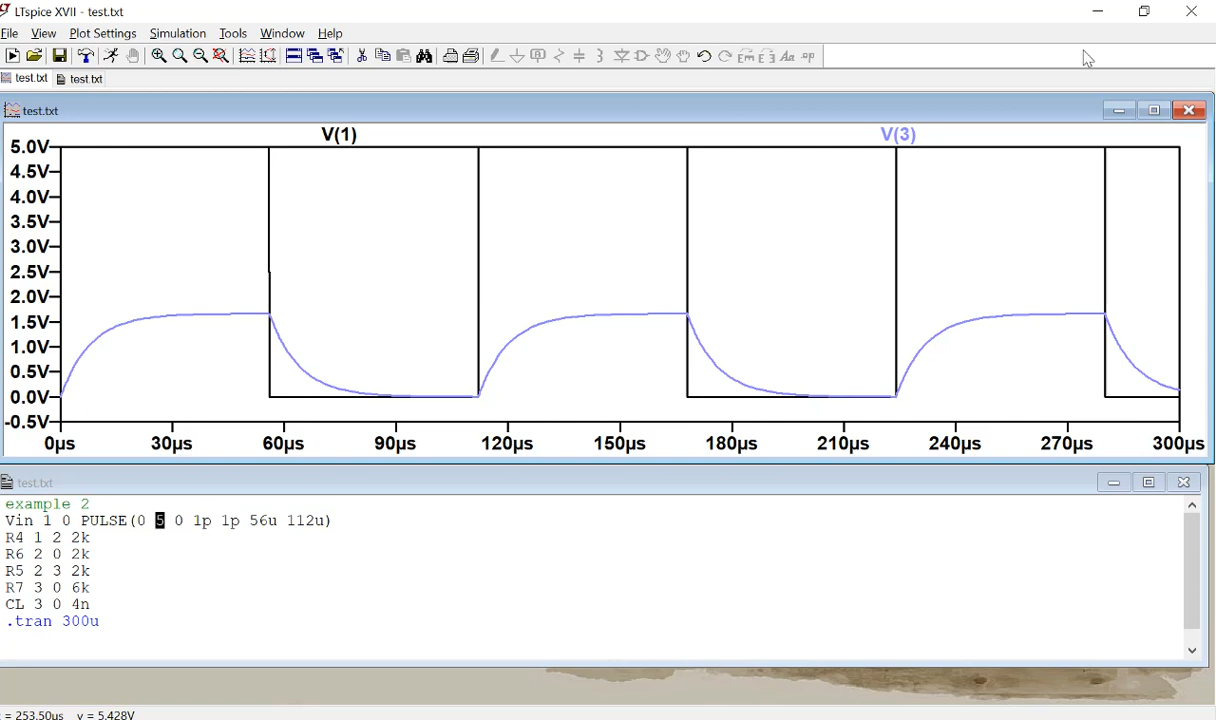 LTspice XVII - test.txt
File View Plot Settings Simulation Tools Window Help
test.txt test.txt
test.txt
V(1) V(3)
5.0V
4.5V
4.0V
3.5V
3.0V
2.5V
2.0V
1.5V
1.0V
0.5V
0.0V
-0.5V
0µs 30µs 60µs 90µs 120µs 150µs 180µs 210µs 240µs 270µs 300µs
test.txt
example 2
Vin 1 0 PULSE(0 5 0 1p 1p 56u 112u)
R4 1 2 2k
R6 2 0 2k
R5 2 3 2k
R7 3 0 6k
CL 3 0 4n
.tran 300u
= 253.50µs v = 5.428V